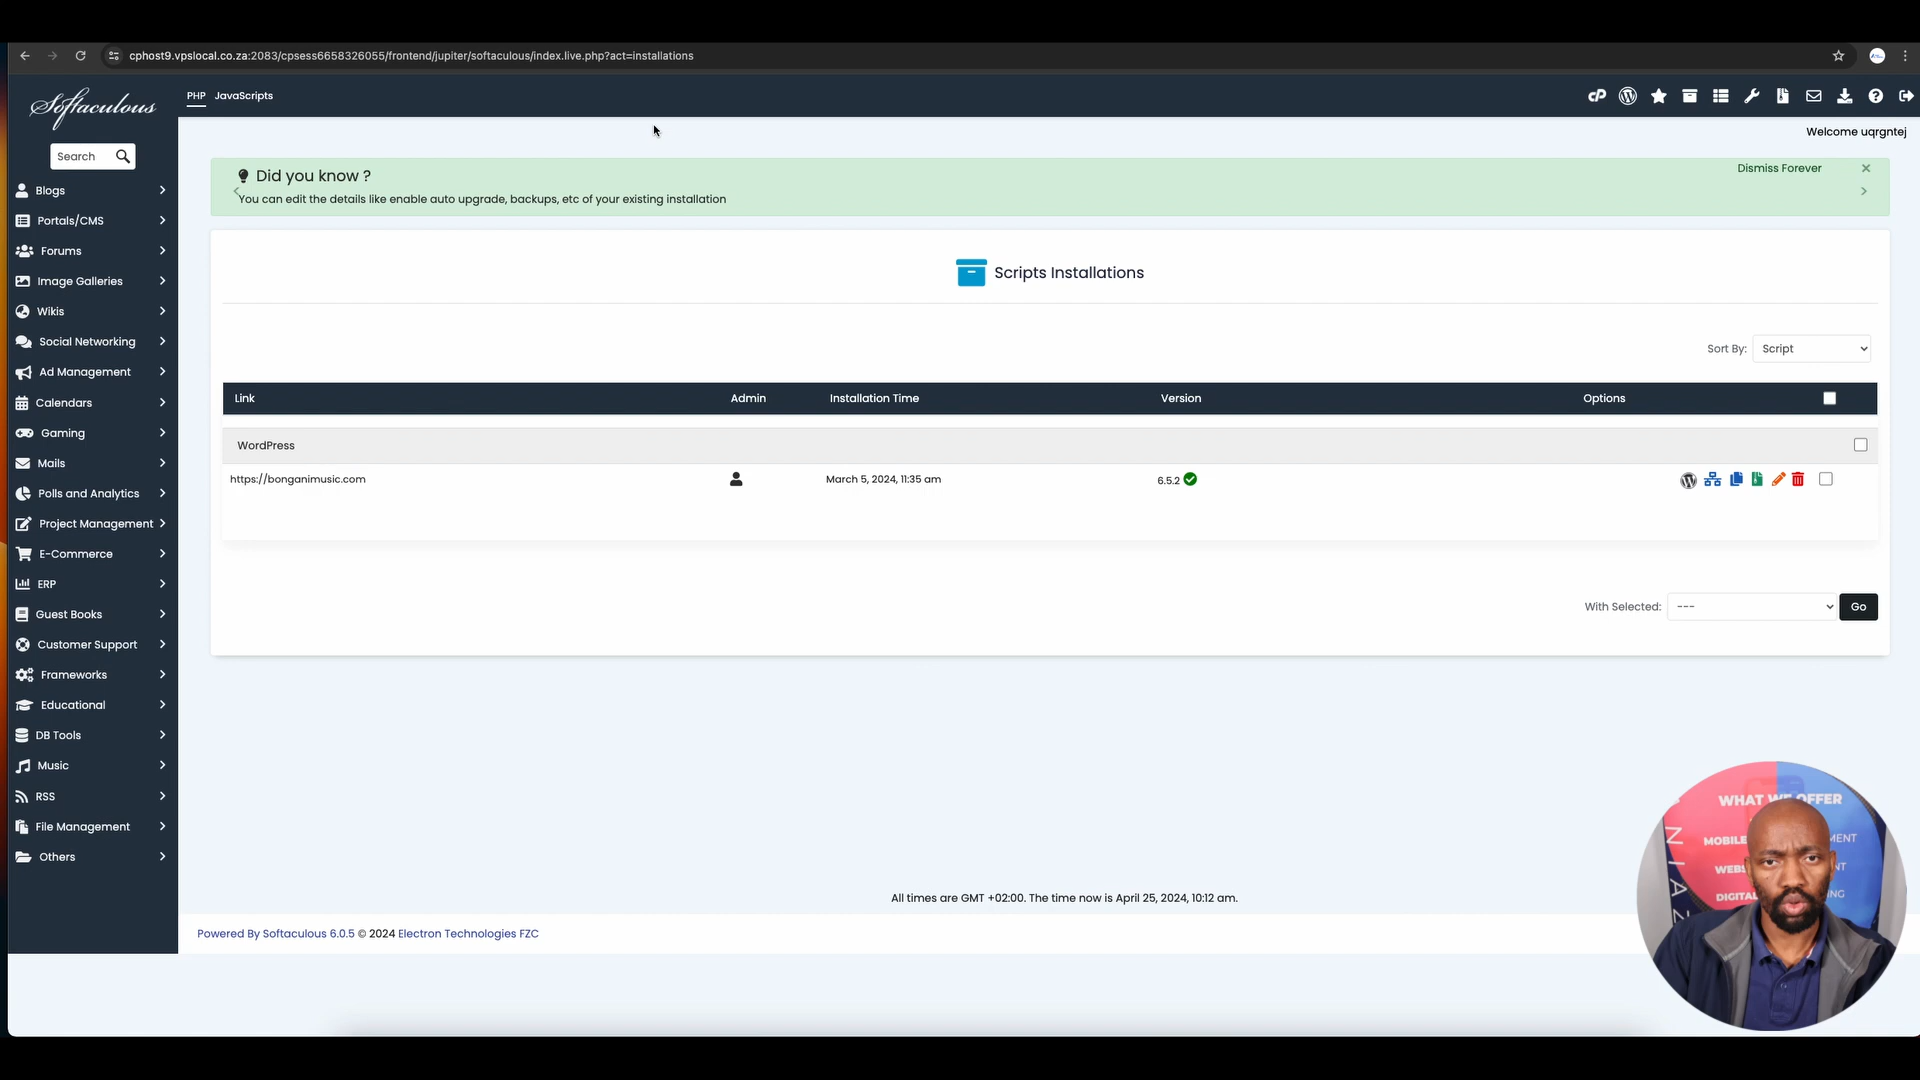 cphost9.vpslocal.co.za:2083/cpsess6658326055/frontend/jupiter/softaculous/index.live.php?act=installations
Softaculous
PHP JavaScripts
Welcome uqrgntej
Search
Blogs
Portals/CMS
Forums
Image Galleries
Wikis
Social Networking
Ad Management
Calendars
Gaming
Mails
Polls and Analytics
Project Management
E-Commerce
ERP
Guest Books
Customer Support
Frameworks
Educational
DB Tools
Music
RSS
File Management
Others
Did you know ?
Dismiss Forever
You can edit the details like enable auto upgrade, backups, etc of your existing installation
Scripts Installations
Sort By: Script
Link Admin Installation Time Version Options
WordPress
https://bonganimusic.com March 5, 2024, 11:35 am 6.5.2
With Selected: --- Go
All times are GMT +02:00. The time now is April 25, 2024, 10:12 am.
Powered By Softaculous 6.0.5 © 2024 Electron Technologies FZC
WHAT WE OFFER
MOBILE
WEBS
DIGITAL